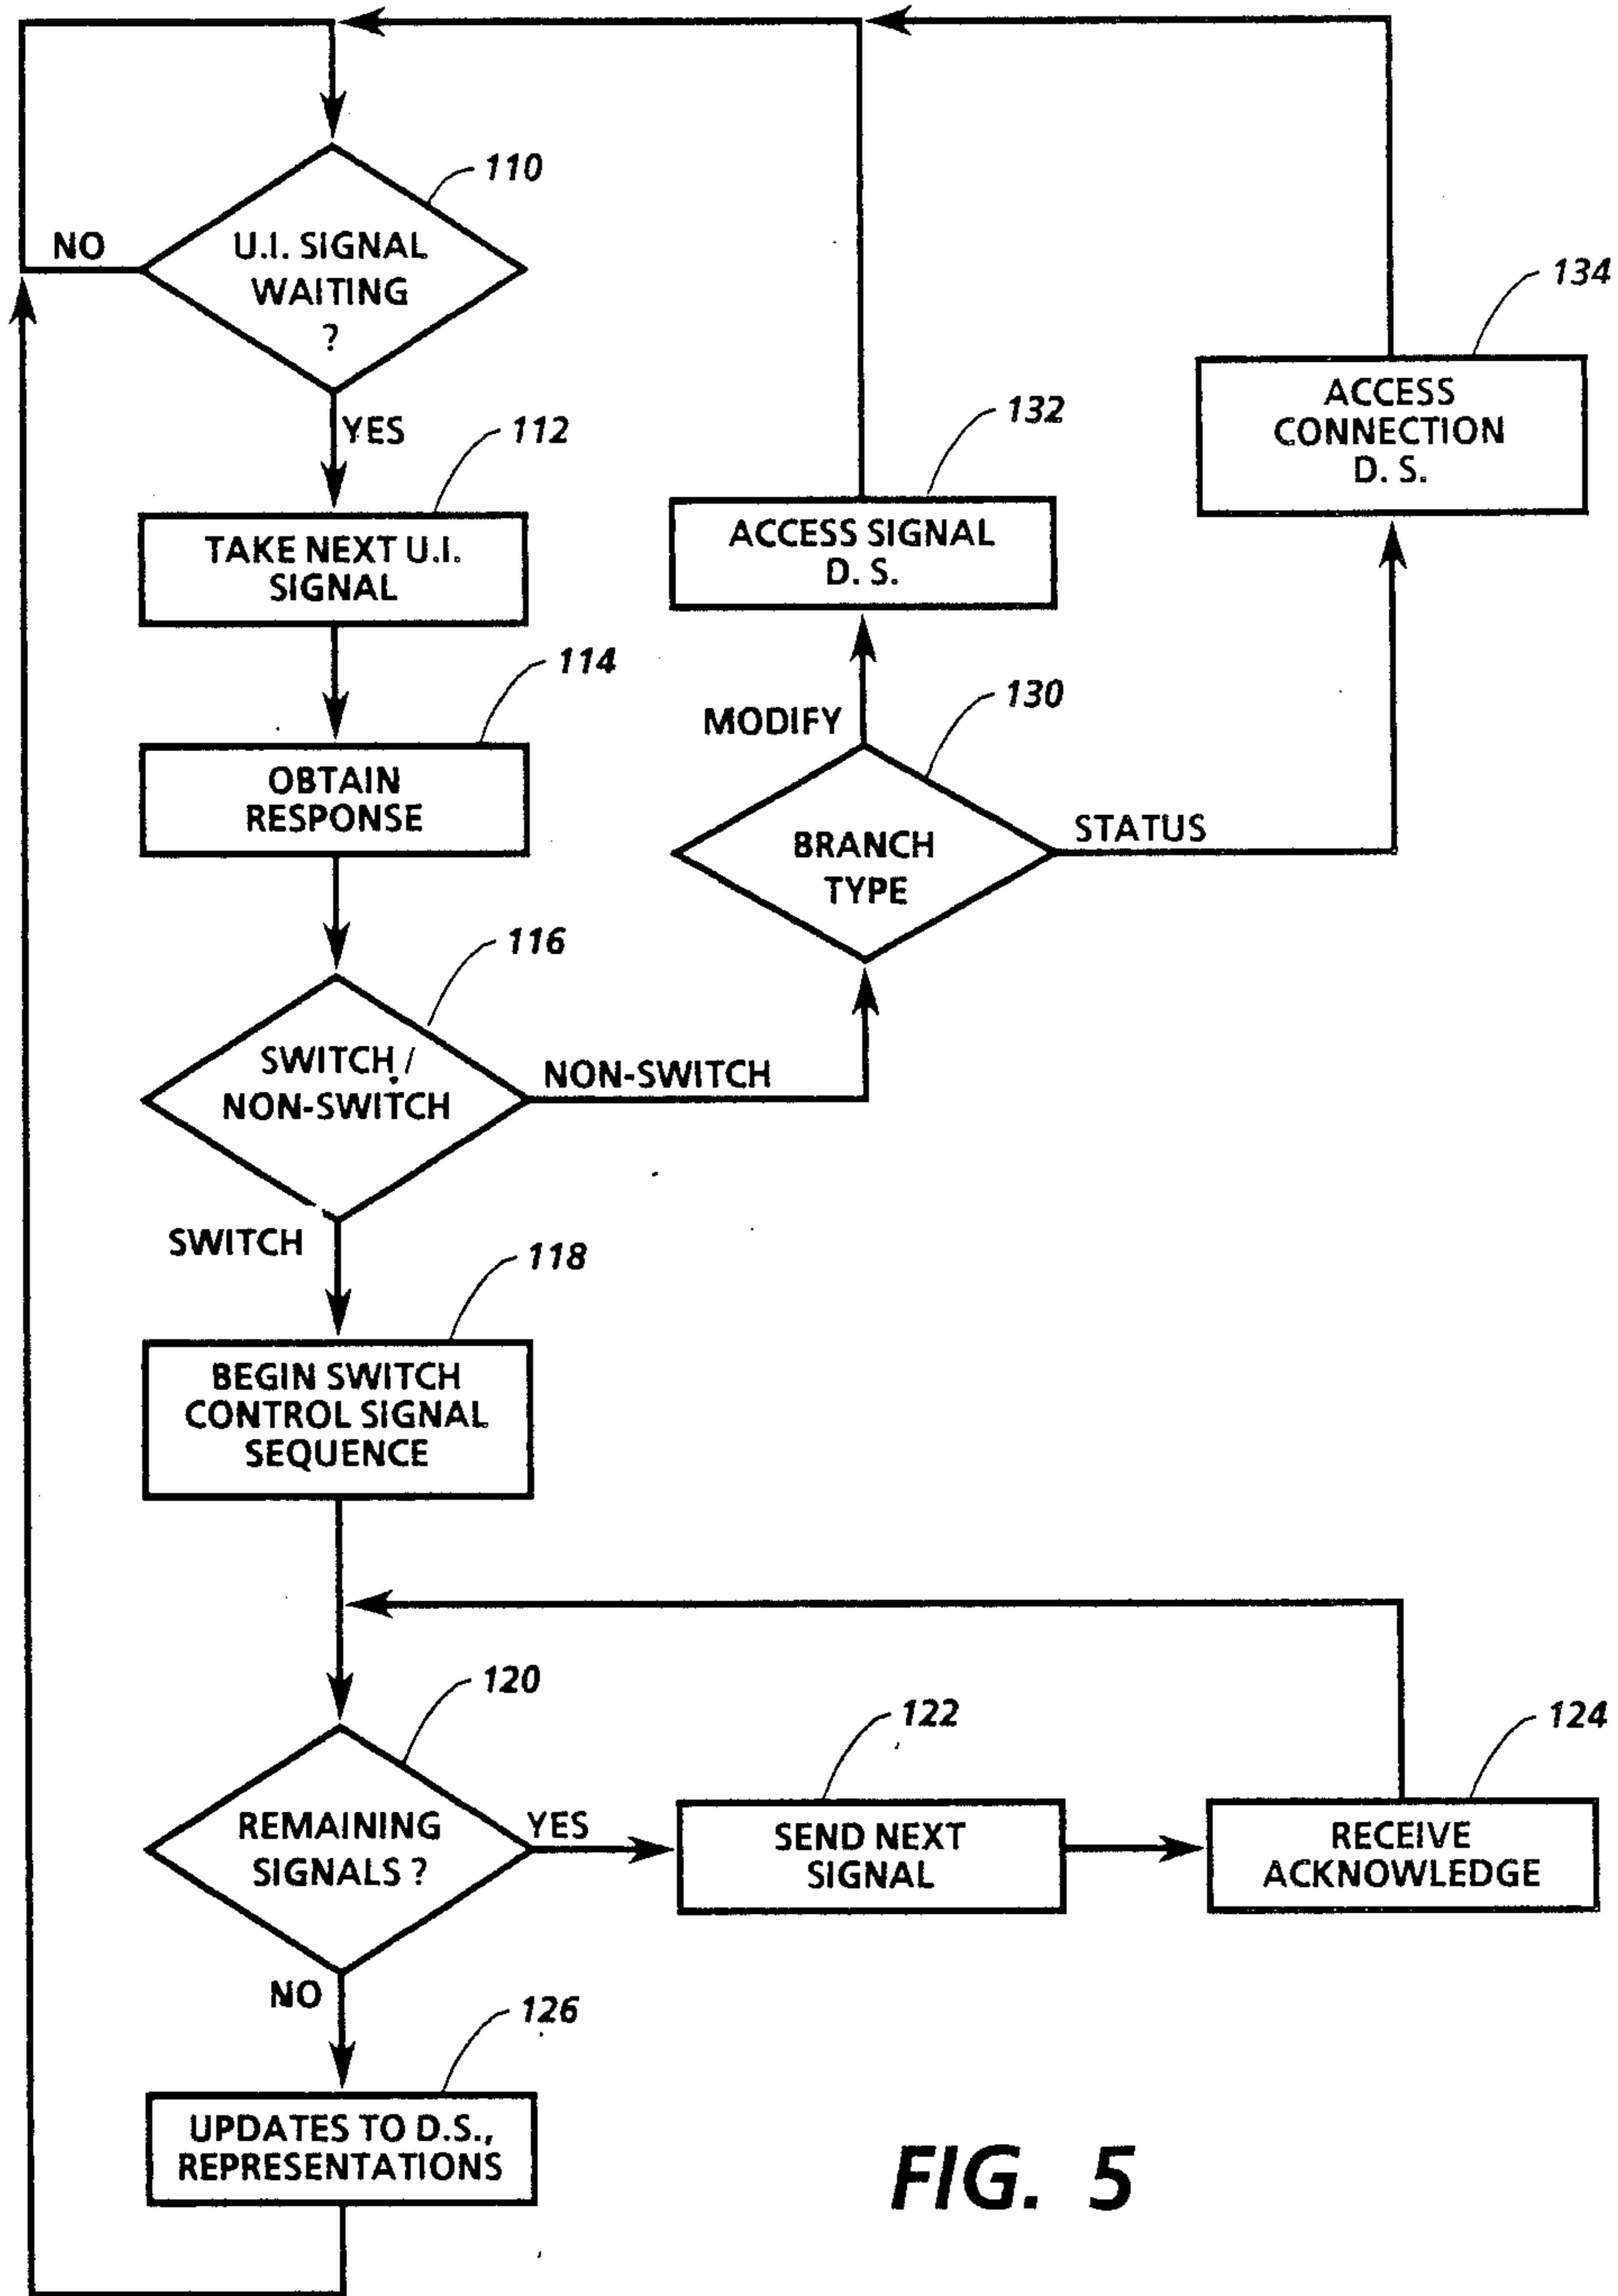 110
NO
U.I. SIGNAL
WAITING
?
134
ACCESS
CONNECTION
D. S.
YES
112
132
TAKE NEXT U.I.
SIGNAL
ACCESS SIGNAL
D. S.
114
130
MODIFY
OBTAIN
RESPONSE
STATUS
BRANCH
TYPE
116
SWITCH /
NON-SWITCH
NON-SWITCH
SWITCH
118
BEGIN SWITCH
CONTROL SIGNAL
SEQUENCE
120
122
124
REMAINING
SIGNALS ?
YES
SEND NEXT
SIGNAL
RECEIVE
ACKNOWLEDGE
NO
126
UPDATES TO D.S.,
REPRESENTATIONS
FIG. 5